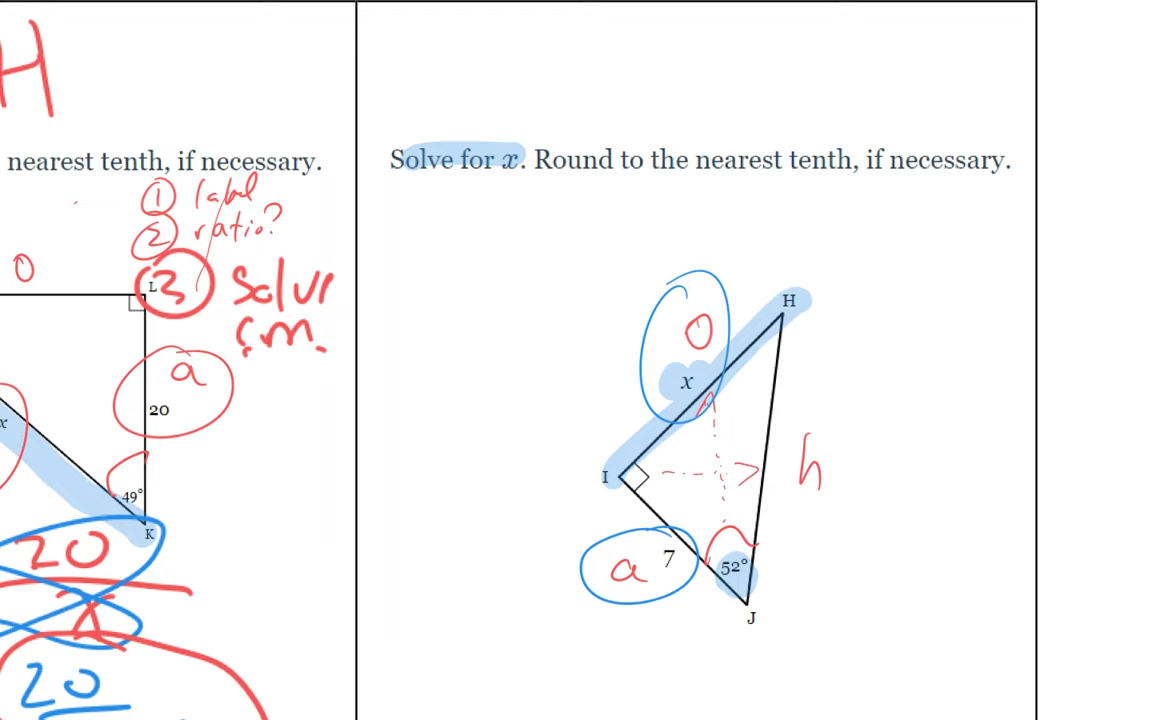 H
nearest tenth, if necessary.
① label
② ratio?
③ Solve
O
L
a
20
x
49°
K
20
x
20
Solve for x. Round to the nearest tenth, if necessary.
H
O
x
I
h
a 7
52°
J